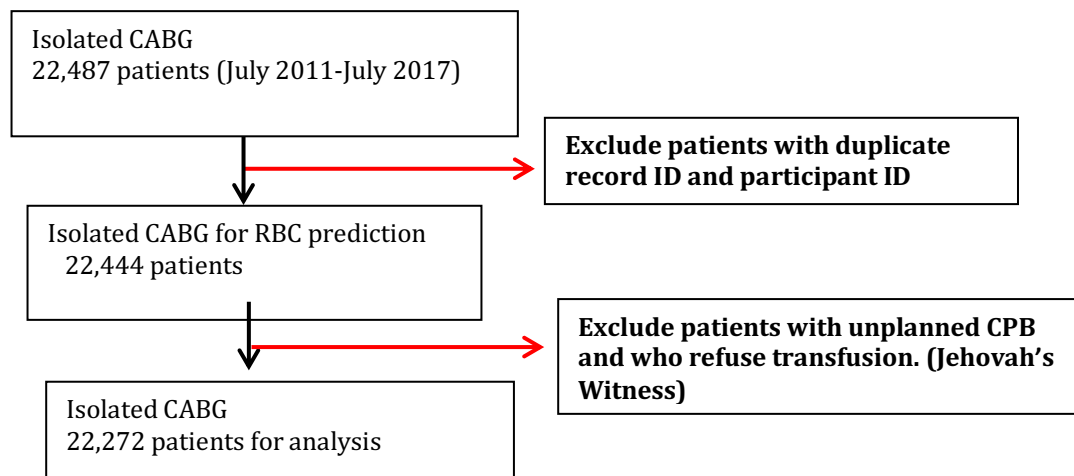 Isolated CABG
22,487 patients (July 2011-July 2017)
Exclude patients with duplicate
record ID and participant ID
Isolated CABG for RBC prediction
22,444 patients
Exclude patients with unplanned CPB
and who refuse transfusion. (Jehovah’s
Witness)
Isolated CABG
22,272 patients for analysis